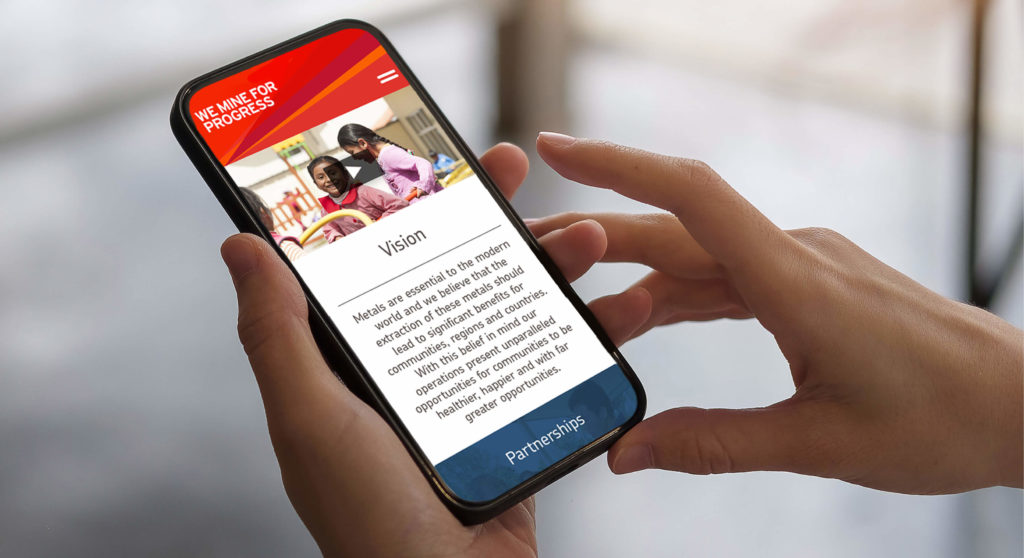 WE MINE FOR
PROGRESS
Vision
Metals are essential to the modern
world and we believe that the
extraction of these metals should
lead to significant benefits for
communities, regions and countries.
With this belief in mind our
operations present unparalleled
opportunities for communities to be
healthier, happier and with far
greater opportunities.
Partnerships